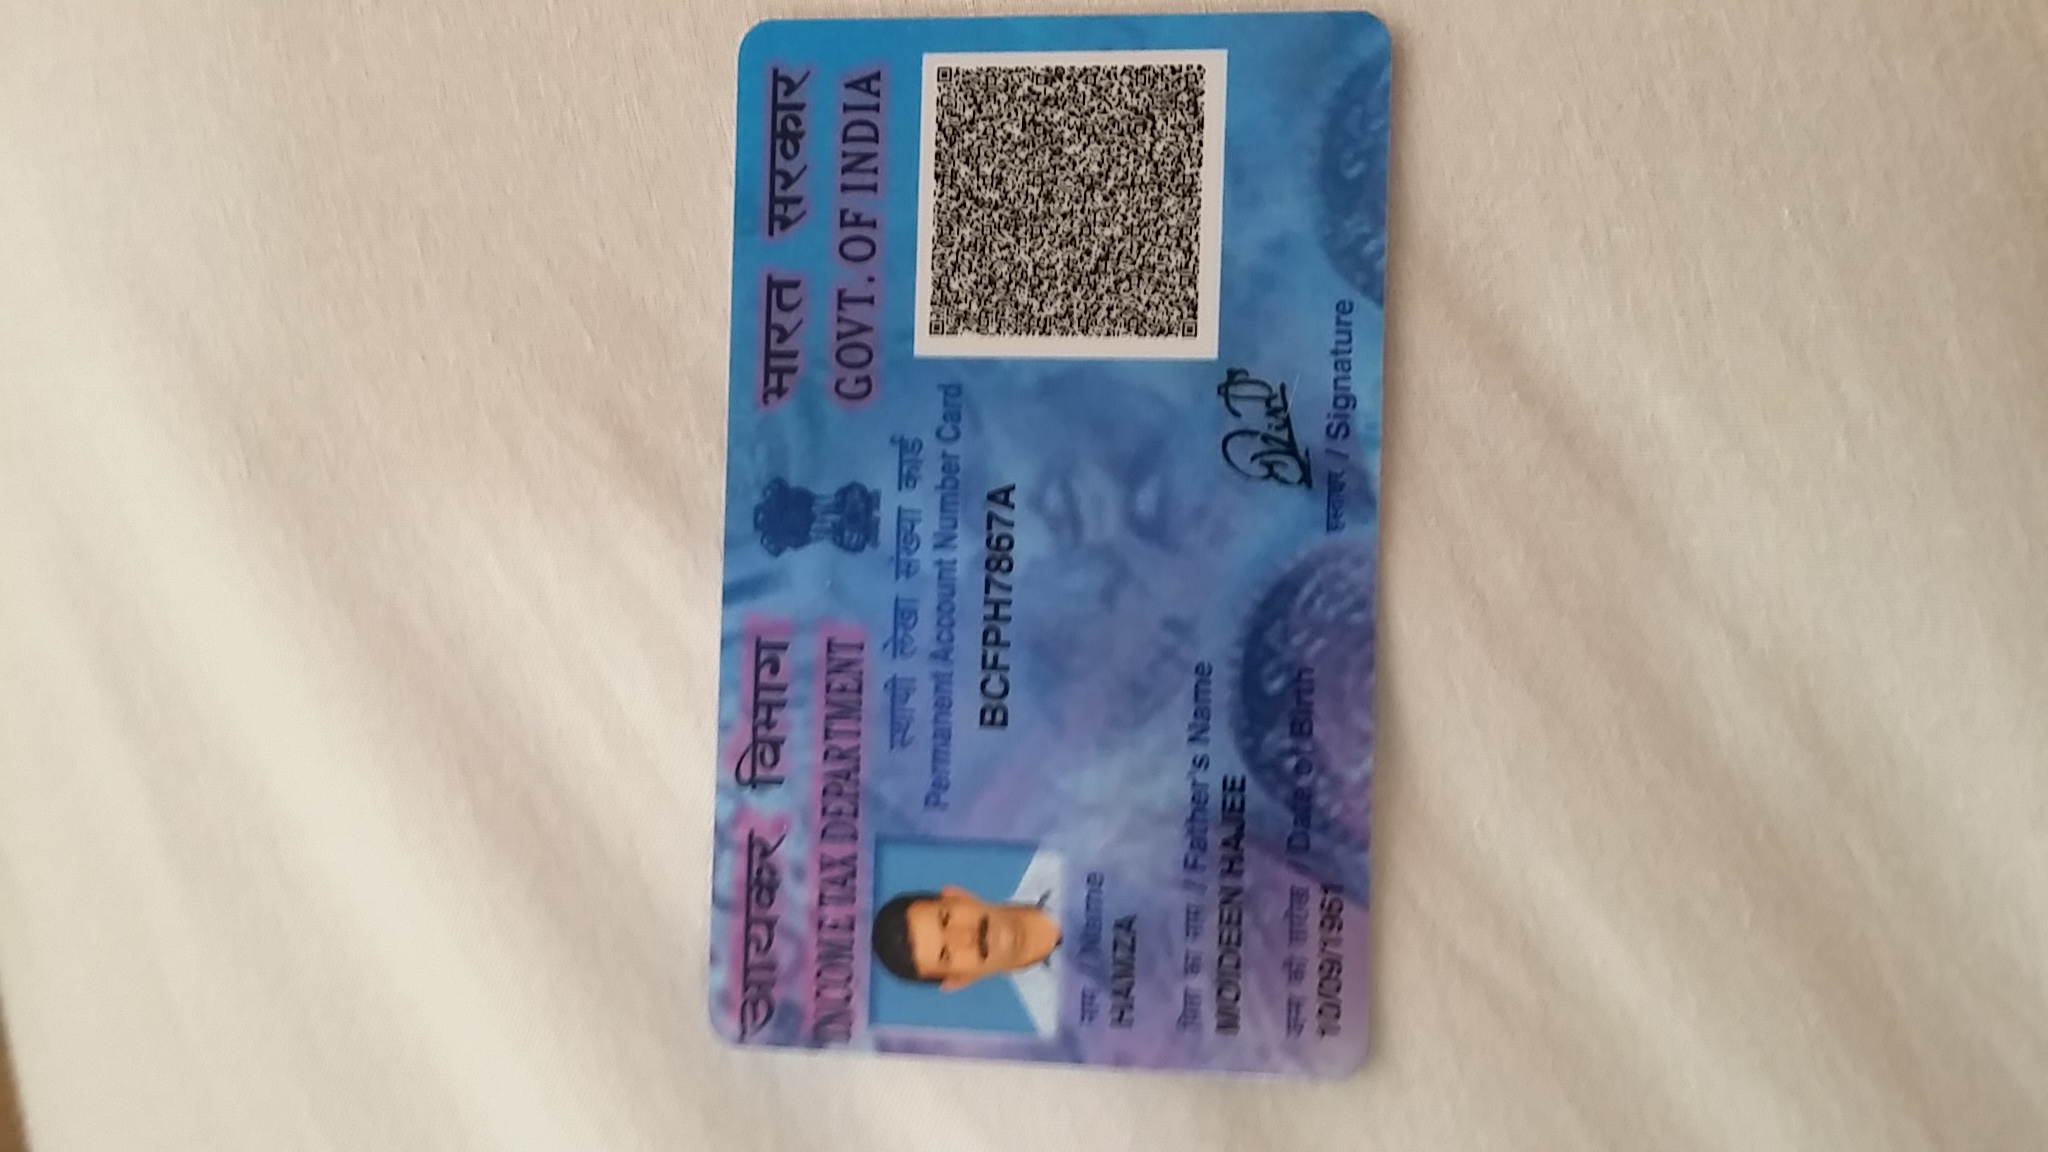 आयकर विभाग
INCOME TAX DEPARTMENT
भारत सरकार
GOVT. OF INDIA
स्थायी लेखा संख्या कार्ड
Permanent Account Number Card
BCFPH7867A
नाम / Name
HAMZA
पिता का नाम / Father's Name
MOIDEEN HAJEE
जन्म की तारीख / Date of Birth
10/09/1961
हस्ताक्षर / Signature